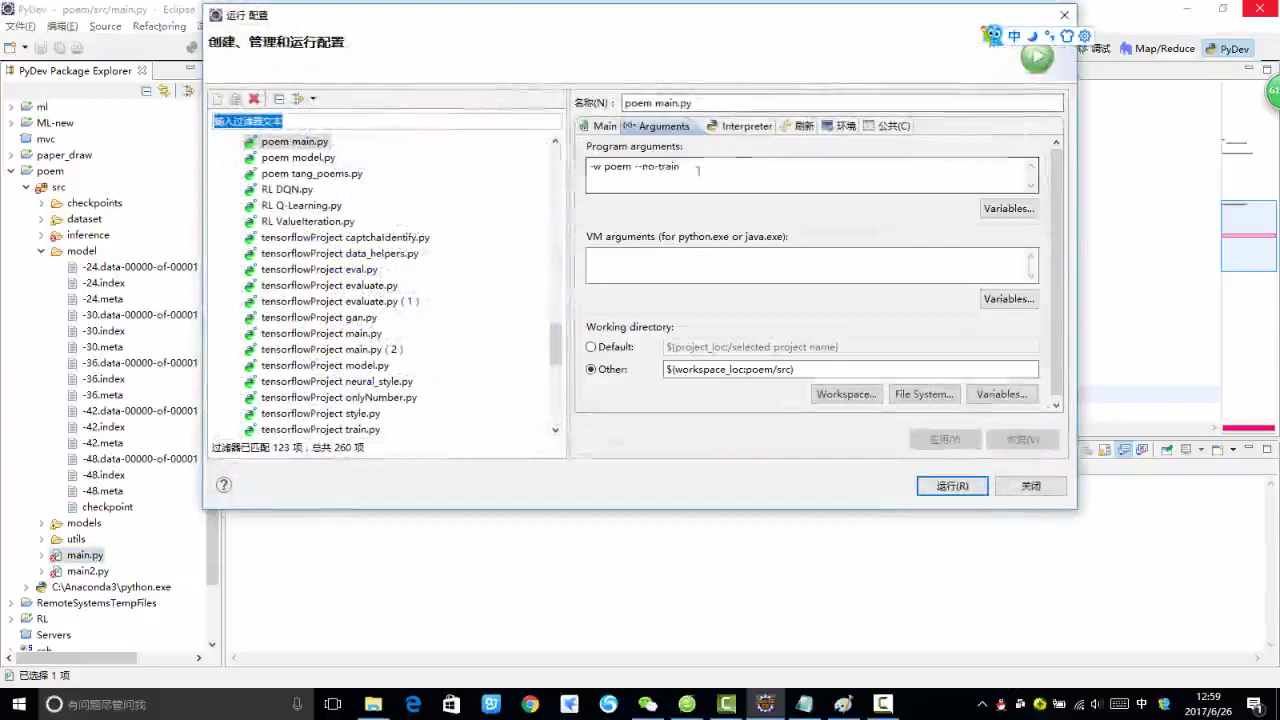 PyDev - poem/src/main.py - Eclipse
文件(F) 编辑(E) Source Refactoring
调试 Map/Reduce PyDev
PyDev Package Explorer
ml
ML-new
mvc
paper_draw
poem
src
checkpoints
dataset
inference
model
-24.data-00000-of-00001
-24.index
-24.meta
-30.data-00000-of-00001
-30.index
-30.meta
-36.data-00000-of-00001
-36.index
-36.meta
-42.data-00000-of-00001
-42.index
-42.meta
-48.data-00000-of-00001
-48.index
-48.meta
checkpoint
models
utils
main.py
main2.py
C:\Anaconda3\python.exe
RemoteSystemsTempFiles
RL
Servers
已选择 1 项
运行 配置
创建、管理和运行配置
中
输入过滤器文本
poem main.py
poem model.py
poem tang_poems.py
RL DQN.py
RL Q-Learning.py
RL ValueIteration.py
tensorflowProject captchaIdentify.py
tensorflowProject data_helpers.py
tensorflowProject eval.py
tensorflowProject evaluate.py
tensorflowProject evaluate.py ( 1 )
tensorflowProject gan.py
tensorflowProject main.py
tensorflowProject main.py ( 2 )
tensorflowProject model.py
tensorflowProject neural_style.py
tensorflowProject onlyNumber.py
tensorflowProject style.py
tensorflowProject train.py
过滤器已匹配 123 项，总共 260 项
名称(N)： poem main.py
Main Arguments Interpreter 刷新 环境 公共(C)
Program arguments:
-w poem --no-train
Variables...
VM arguments (for python.exe or java.exe):
Variables...
Working directory:
Default: ${project_loc:/selected project name}
Other: ${workspace_loc:poem/src}
Workspace... File System... Variables...
应用(Y) 恢复(V)
运行(R) 关闭
61
有问题尽管问我
中
12:59
2017/6/26